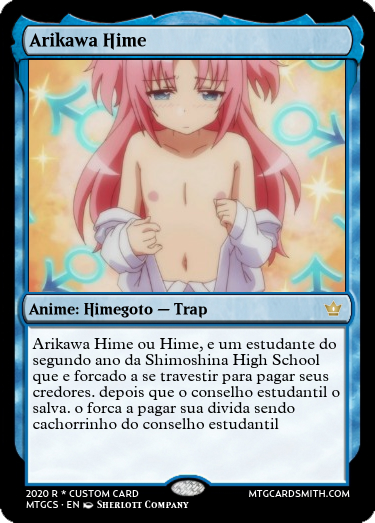 Arikawa Hime
Anime: Himegoto — Trap
Arikawa Hime ou Hime, e um estudante do
segundo ano da Shimoshina High School
que e forcado a se travestir para pagar seus
credores. depois que o conselho estudantil o
salva. o forca a pagar sua divida sendo
cachorrinho do conselho estudantil
2020 R * CUSTOM CARD
MTGCS · EN Sherlott Company
MTGCARDSMITH.COM